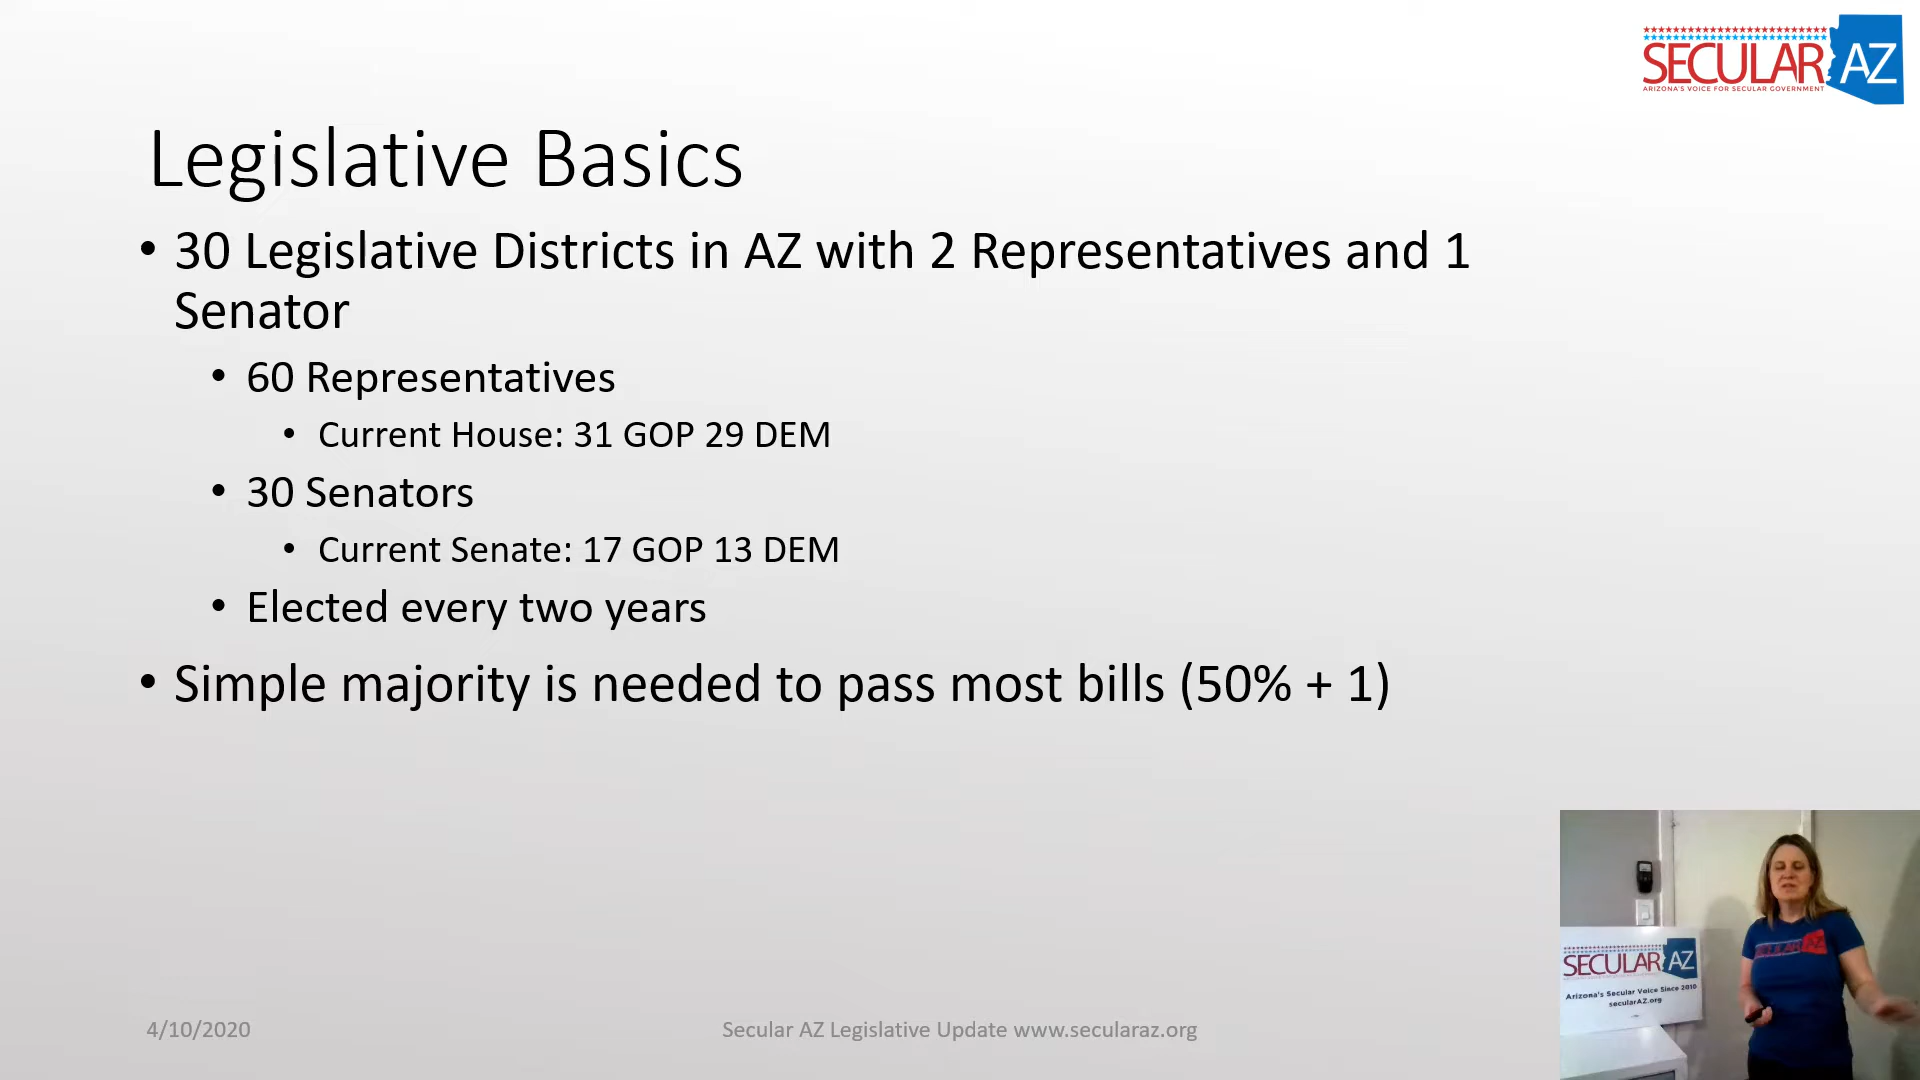 SECULAR AZ
ARIZONA'S VOICE FOR SECULAR GOVERNMENT
Legislative Basics
• 30 Legislative Districts in AZ with 2 Representatives and 1
Senator
• 60 Representatives
• Current House: 31 GOP 29 DEM
• 30 Senators
• Current Senate: 17 GOP 13 DEM
• Elected every two years
• Simple majority is needed to pass most bills (50% + 1)
SECULAR AZ
SECULAR AZ
Arizona's Secular Voice Since 2010
secularAZ.org
4/10/2020
Secular AZ Legislative Update www.secularaz.org